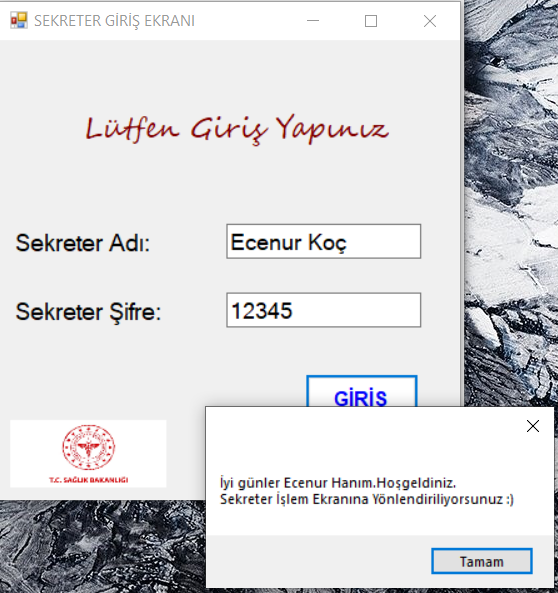 SEKRETER GİRİŞ EKRANI
Lütfen Giriş Yapınız
Sekreter Adı:
Ecenur Koç
Sekreter Şifre:
12345
GİRİŞ
T.C. SAĞLIK BAKANLIĞI
İyi günler Ecenur Hanım.Hoşgeldiniz.
Sekreter İşlem Ekranına Yönlendiriliyorsunuz :)
Tamam